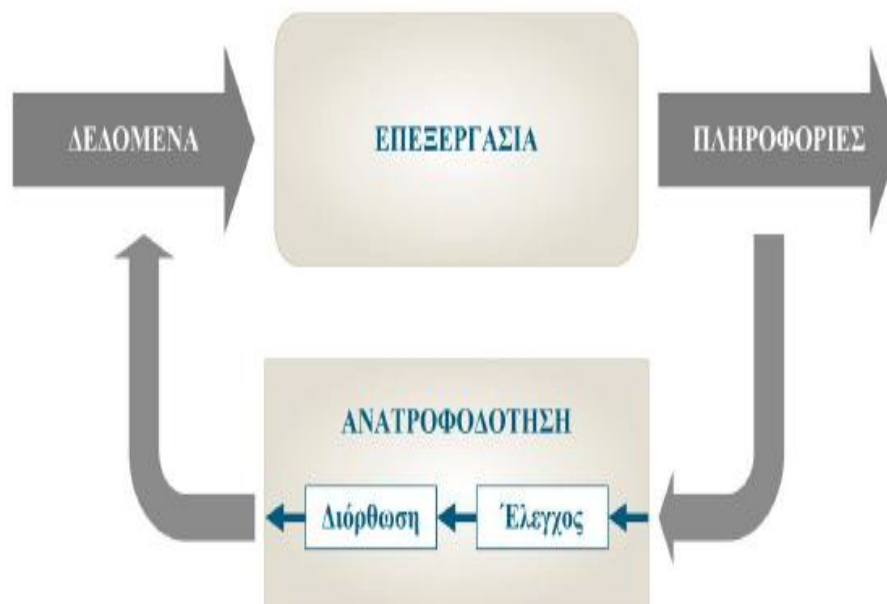 ΔΕΔΟΜΕΝΑ
ΕΠΕΞΕΡΓΑΣΙΑ
ΠΛΗΡΟΦΟΡΙΕΣ
ΑΝΑΤΡΟΦΟΔΟΤΗΣΗ
Διόρθωση
Έλεγχος